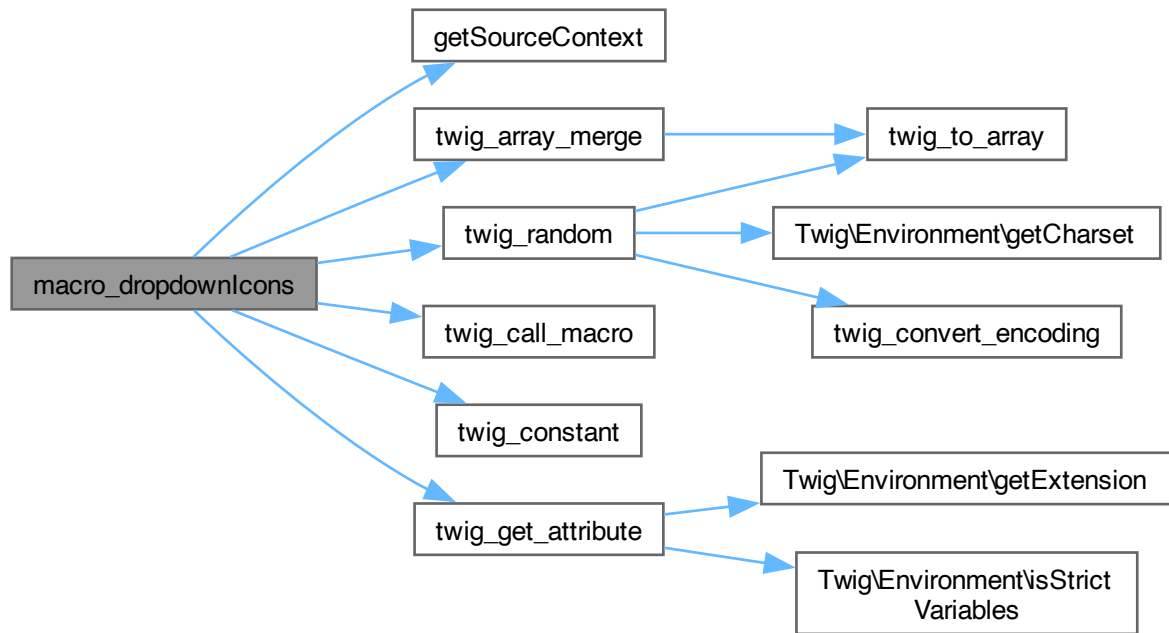 getSourceContext
twig_array_merge
twig_to_array
twig_random
Twig\Environment\getCharset
macro_dropdownIcons
twig_call_macro
twig_convert_encoding
twig_constant
Twig\Environment\getExtension
twig_get_attribute
Twig\Environment\isStrict
Variables